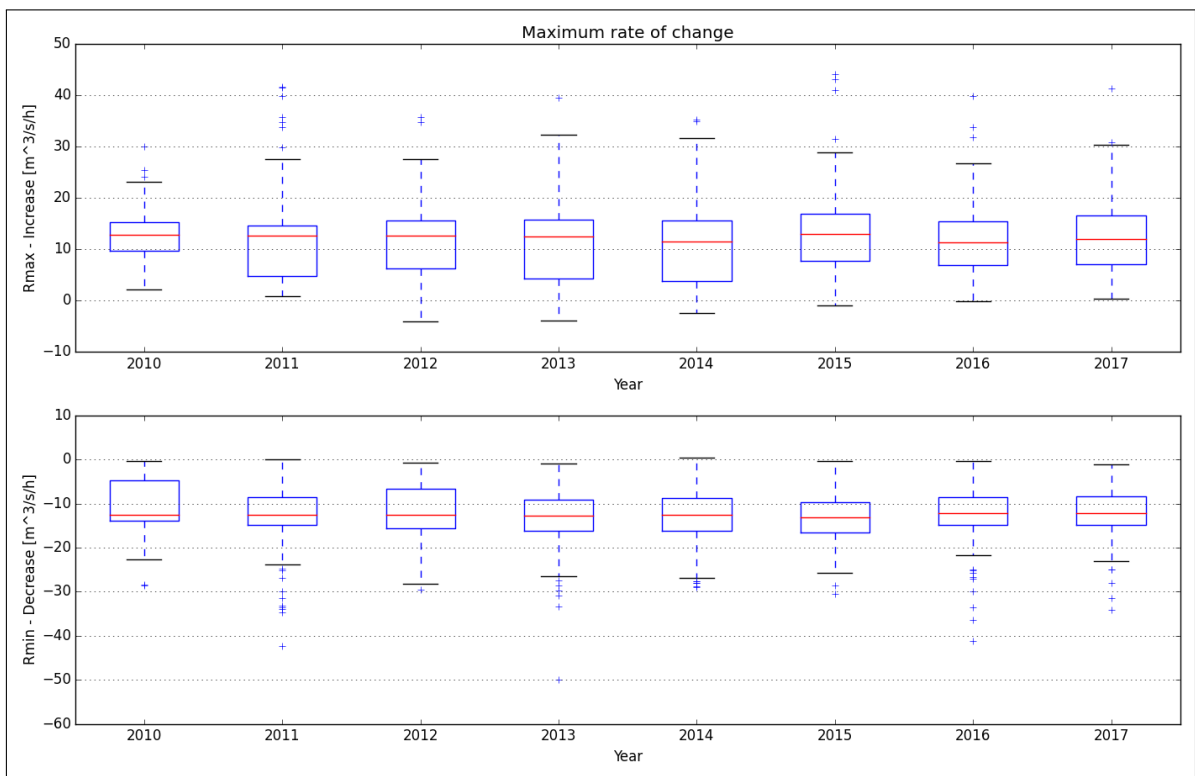 Maximum rate of change
Rmax - Increase [m^3/s/h]
50
40
30
20
10
0
−10
2010 2011 2012 2013 2014 2015 2016 2017
Year
Rmin - Decrease [m^3/s/h]
10
0
−10
−20
−30
−40
−50
−60
2010 2011 2012 2013 2014 2015 2016 2017
Year